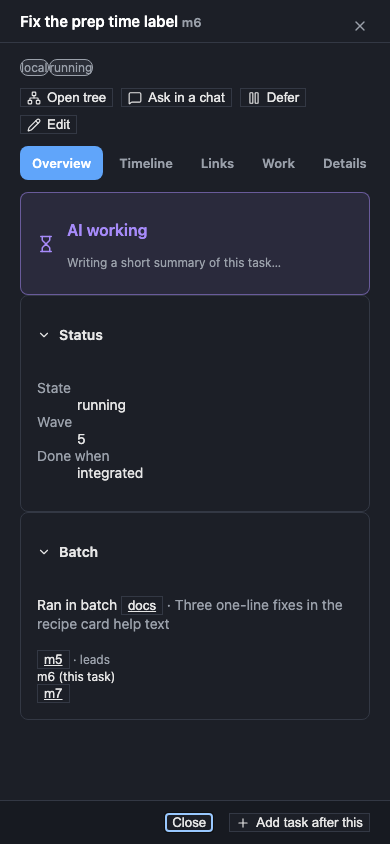 Fix the prep time label m6
local running
Open tree Ask in a chat Defer
Edit
Overview Timeline Links Work Details
AI working
Writing a short summary of this task…
Status
State
running
Wave
5
Done when
integrated
Batch
Ran in batch docs · Three one-line fixes in the
recipe card help text
m5 · leads
m6 (this task)
m7
Close + Add task after this